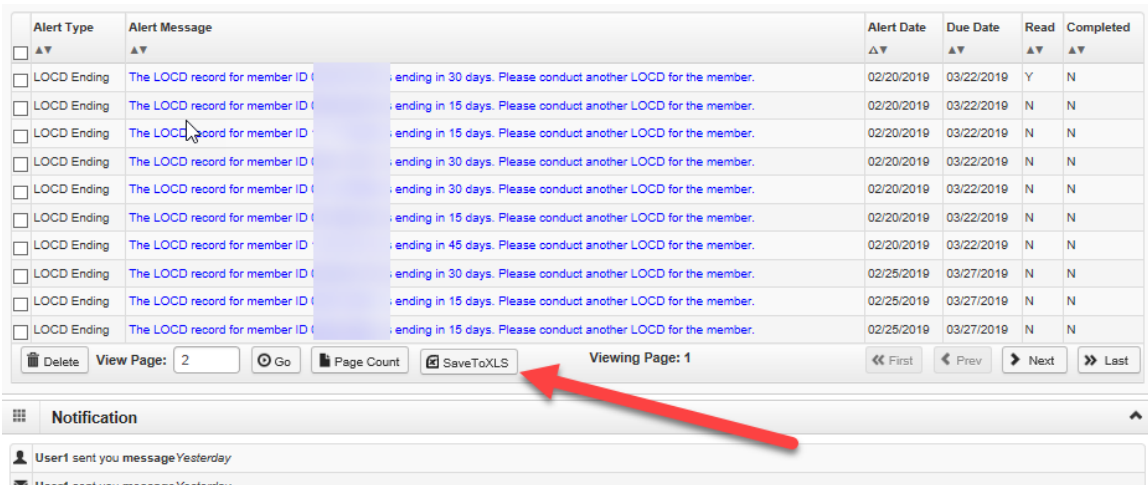 Alert Type Alert Message Alert Date Due Date Read Completed
▲▼ ▲▼ △▼ ▲▼ ▲▼ ▲▼
LOCD Ending The LOCD record for member ID ending in 30 days. Please conduct another LOCD for the member. 02/20/2019 03/22/2019 Y N
LOCD Ending The LOCD record for member ID ending in 15 days. Please conduct another LOCD for the member. 02/20/2019 03/22/2019 N N
LOCD Ending The LOCD record for member ID ending in 15 days. Please conduct another LOCD for the member. 02/20/2019 03/22/2019 N N
LOCD Ending The LOCD record for member ID ending in 30 days. Please conduct another LOCD for the member. 02/20/2019 03/22/2019 N N
LOCD Ending The LOCD record for member ID ending in 30 days. Please conduct another LOCD for the member. 02/20/2019 03/22/2019 N N
LOCD Ending The LOCD record for member ID ending in 15 days. Please conduct another LOCD for the member. 02/20/2019 03/22/2019 N N
LOCD Ending The LOCD record for member ID ending in 45 days. Please conduct another LOCD for the member. 02/20/2019 03/22/2019 N N
LOCD Ending The LOCD record for member ID ending in 30 days. Please conduct another LOCD for the member. 02/25/2019 03/27/2019 N N
LOCD Ending The LOCD record for member ID ending in 15 days. Please conduct another LOCD for the member. 02/25/2019 03/27/2019 N N
LOCD Ending The LOCD record for member ID ending in 15 days. Please conduct another LOCD for the member. 02/25/2019 03/27/2019 N N
Delete View Page: 2 Go Page Count SaveToXLS Viewing Page: 1 First Prev Next Last
Notification
User1 sent you messageYesterday
User1 sent you messageYesterday